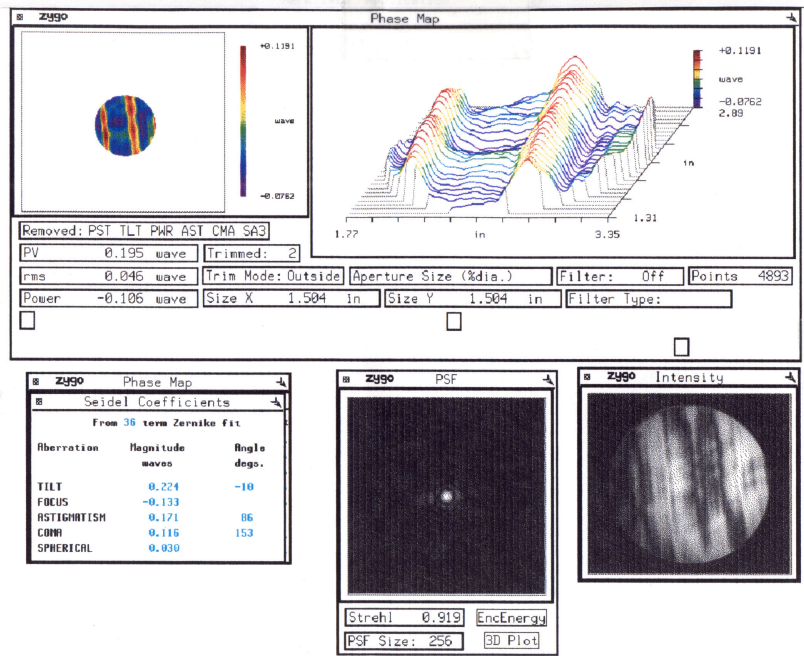 zygo Phase Map
+0.1191
wave
-0.0762
+0.1191
wave
-0.0762
2.89
in
1.31
1.77 in 3.35
Removed: PST TLT PWR AST CMA SA3
PV 0.195 wave Trimmed: 2
rms 0.046 wave Trim Mode: Outside Aperture Size (%dia.) Filter: Off Points 4893
Power -0.106 wave Size X 1.504 in Size Y 1.504 in Filter Type:
zygo Phase Map
Seidel Coefficients
From 36 term Zernike fit
Aberration Magnitude Angle
waves degs.
TILT 0.224 -10
FOCUS -0.133
ASTIGMATISM 0.171 86
COMA 0.116 153
SPHERICAL 0.030
zygo PSF
Strehl 0.919 EncEnergy
PSF Size: 256 3D Plot
zygo Intensity